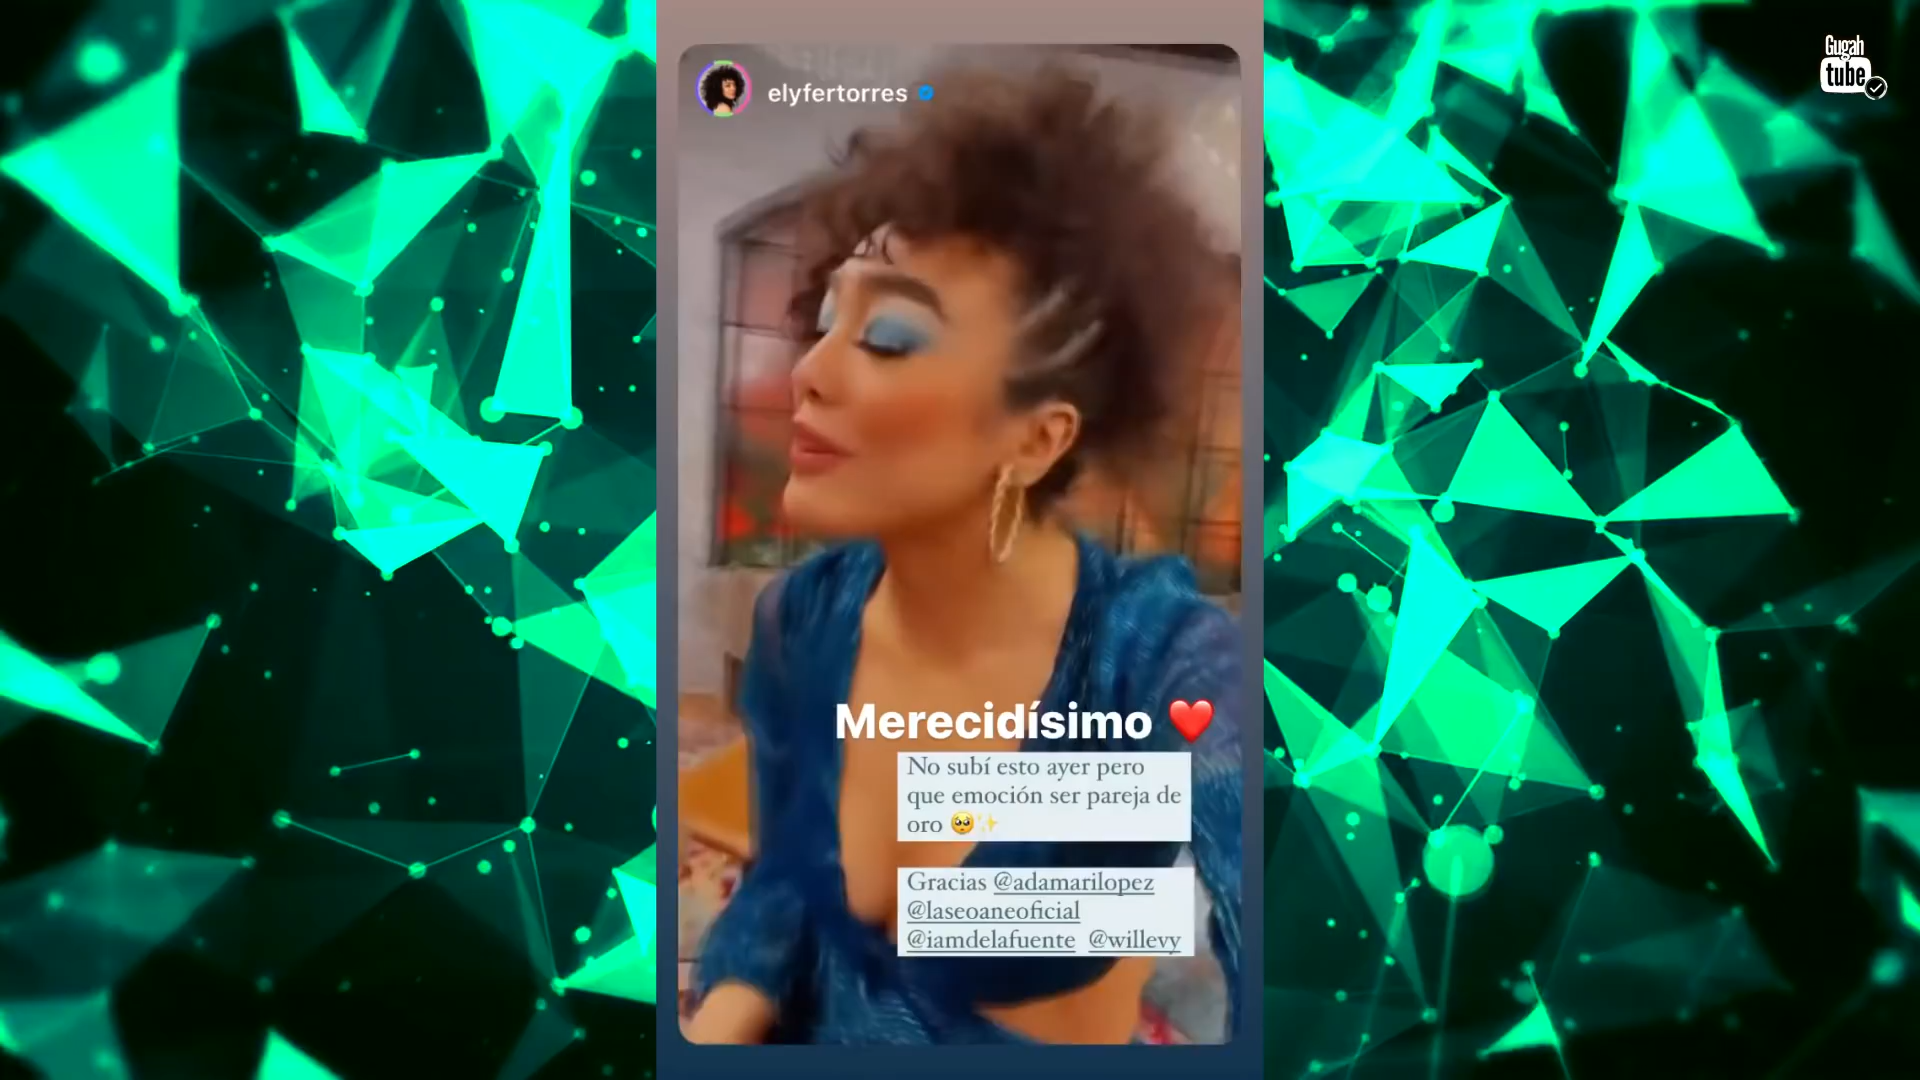 Gugah
tube
elyfertorres
Merecidísimo ❤️
No subí esto ayer pero
que emoción ser pareja de
oro 🥺✨
Gracias @adamarilopez
@laseoaneoficial
@iamdelafuente @willevy